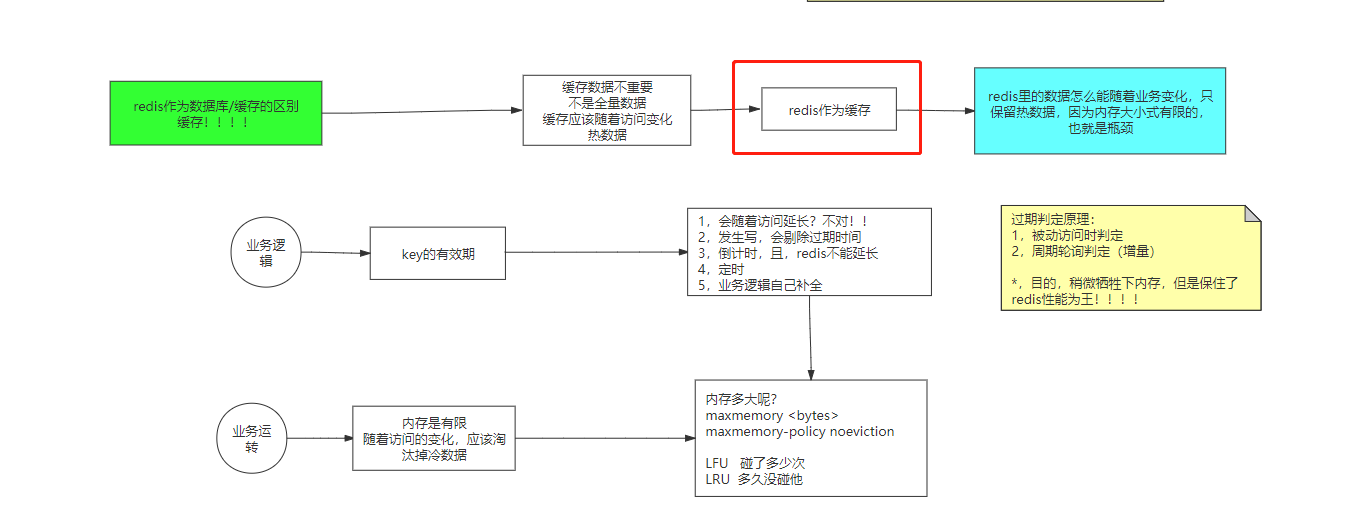 redis作为数据库/缓存的区别
缓存！！！！
缓存数据不重要
不是全量数据
缓存应该随着访问变化
热数据
redis作为缓存
redis里的数据怎么能随着业务变化，只
保留热数据，因为内存大小式有限的，
也就是瓶颈
业务逻
辑
key的有效期
1，会随着访问延长？不对！！
2，发生写，会剔除过期时间
3，倒计时，且，redis不能延长
4，定时
5，业务逻辑自己补全
过期判定原理：
1，被动访问时判定
2，周期轮询判定（增量）
*，目的，稍微牺牲下内存，但是保住了
redis性能为王！！！！
业务运
转
内存是有限
随着访问的变化，应该淘
汰掉冷数据
内存多大呢？
maxmemory <bytes>
maxmemory-policy noeviction
LFU 碰了多少次
LRU 多久没碰他